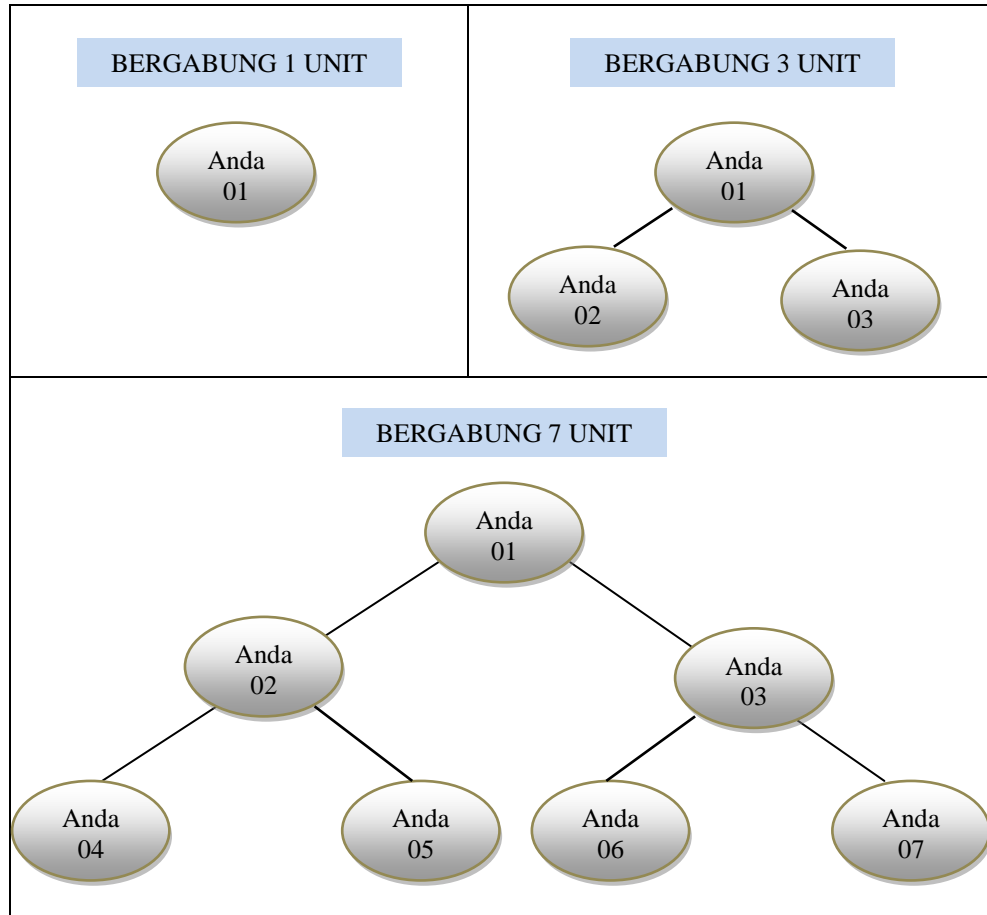 BERGABUNG 1 UNIT
Anda
01
BERGABUNG 3 UNIT
Anda
01
Anda
02
Anda
03
BERGABUNG 7 UNIT
Anda
01
Anda
02
Anda
03
Anda
04
Anda
05
Anda
06
Anda
07